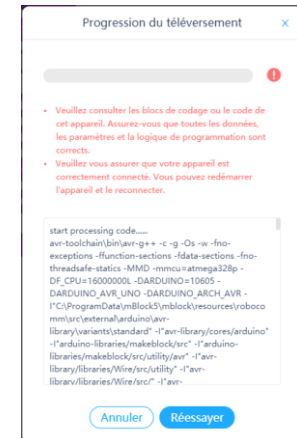 Progression du téléversement
• Veuillez consulter les blocs de codage ou le code de
cet appareil. Assurez-vous que toutes les données,
les paramètres et la logique de programmation sont
corrects.
• Veuillez vous assurer que votre appareil est
correctement connecté. Vous pouvez redémarrer
l'appareil et le reconnecter.
start processing code......
avr-toolchain\bin\avr-g++ -c -g -Os -w -fno-
exceptions -ffunction-sections -fdata-sections -fno-
threadsafe-statics -MMD -mmcu=atmega328p -
DF_CPU=16000000L -DARDUINO=10605 -
DARDUINO_AVR_UNO -DARDUINO_ARCH_AVR -
I"C:\ProgramData\mBlock5\mblock\resources\roboco
mm\src\external\arduino\avr-
library\variants\standard" -I"avr-library/cores/arduino"
-I"arduino-libraries/makeblock/src" -I"arduino-
libraries/makeblock/src/utility/avr" -I"avr-
library/libraries/Wire/src/utility" -I"avr-
library/libraries/Wire/src/" -I"avr-
Annuler Réessayer